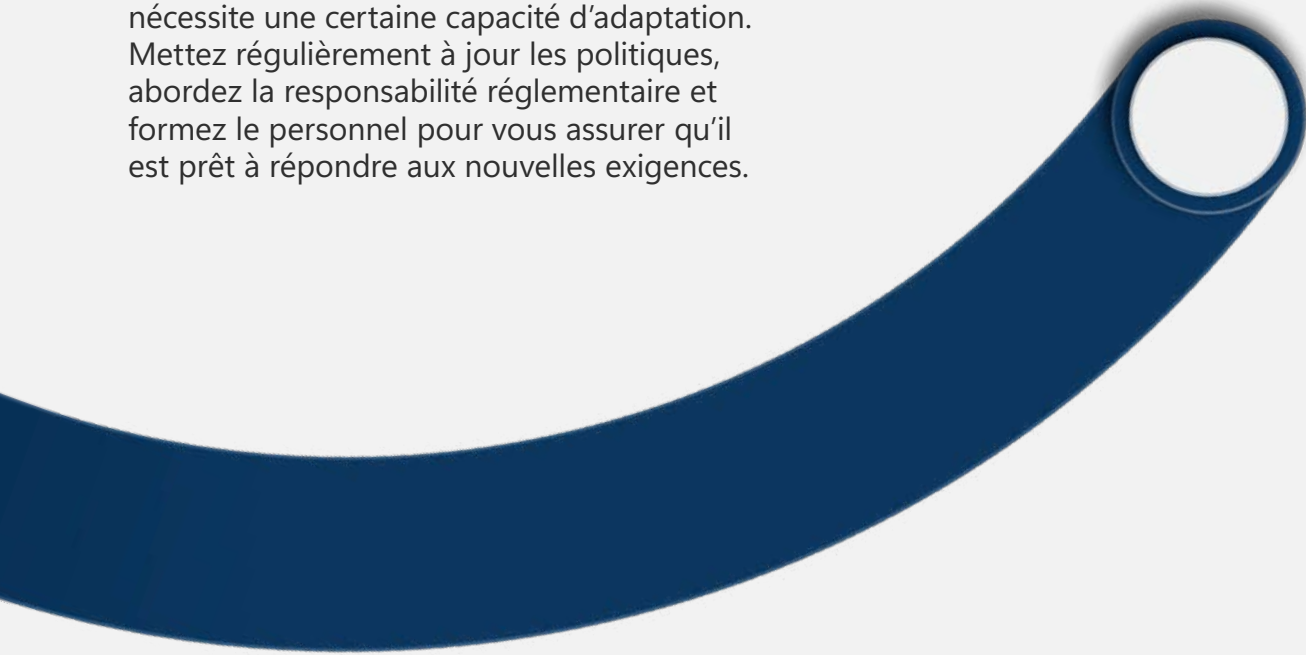 nécessite une certaine capacité d’adaptation.
Mettez régulièrement à jour les politiques,
abordez la responsabilité réglementaire et
formez le personnel pour vous assurer qu’il
est prêt à répondre aux nouvelles exigences.